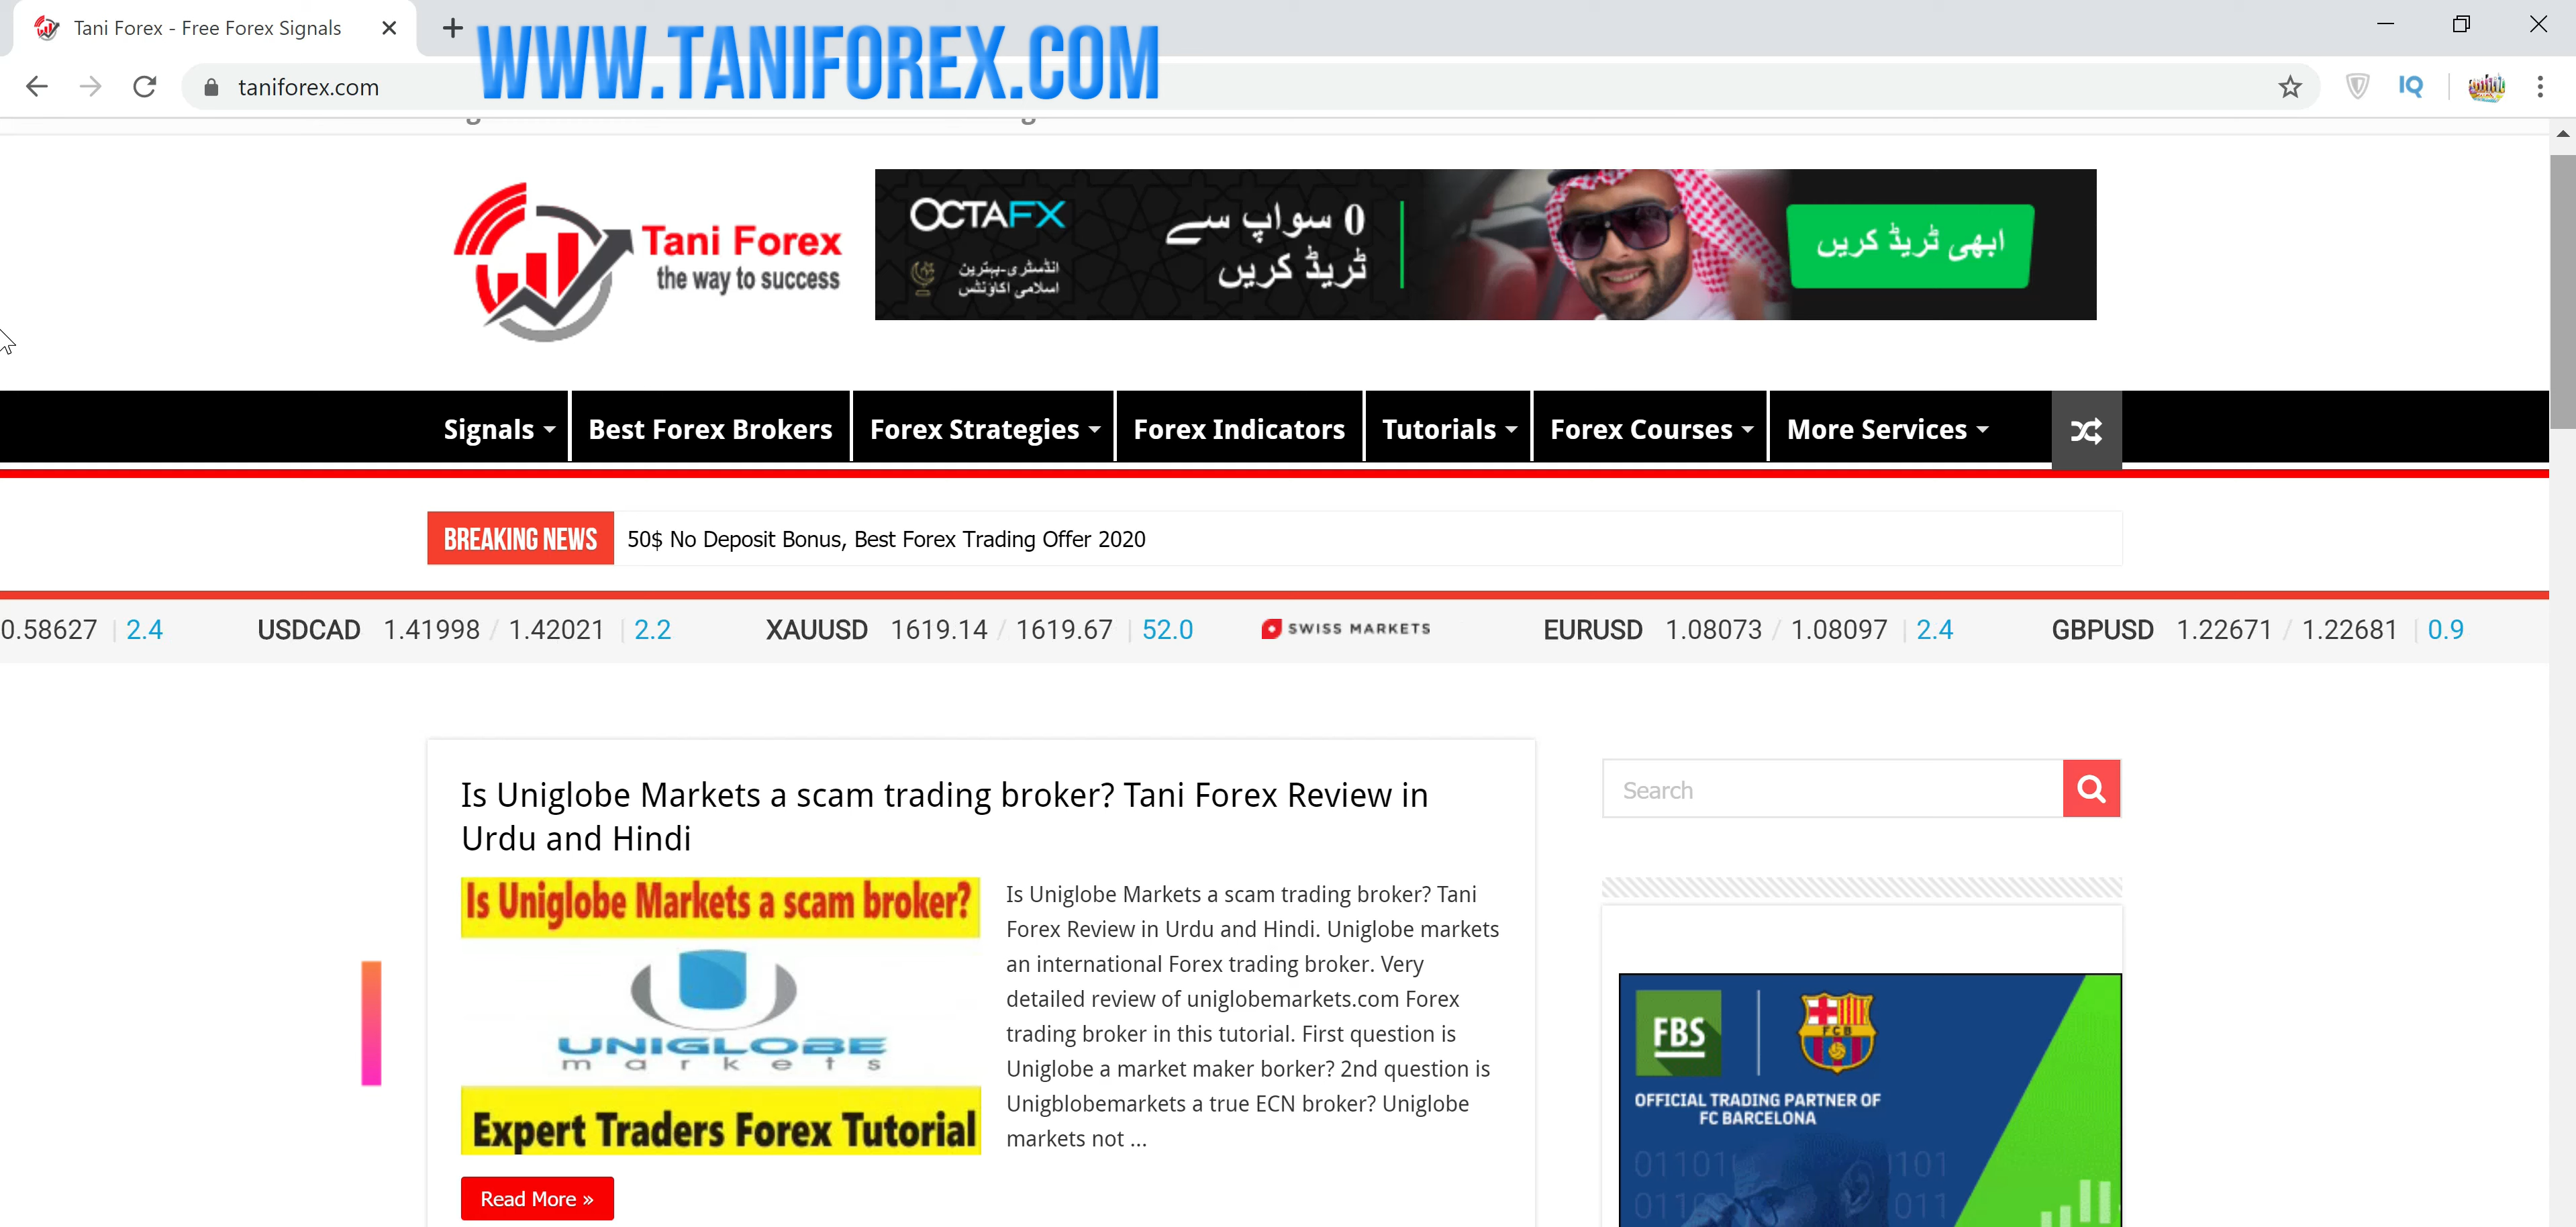 Tani Forex - Free Forex Signals
WWW.TANIFOREX.COM
taniforex.com
IQ
Tani Forex
the way to success
OCTAFX
انڈسٹری-بہترین
اسلامی اکاؤنٹس
0 سواپ سے
ٹریڈ کریں
ابھی ٹریڈ کریں
Signals
Best Forex Brokers
Forex Strategies
Forex Indicators
Tutorials
Forex Courses
More Services
BREAKING NEWS
50$ No Deposit Bonus, Best Forex Trading Offer 2020
0.58627 | 2.4 USDCAD 1.41998 / 1.42021 | 2.2 XAUUSD 1619.14 / 1619.67 | 52.0 SWISS MARKETS EURUSD 1.08073 / 1.08097 | 2.4 GBPUSD 1.22671 / 1.22681 | 0.9
Is Uniglobe Markets a scam trading broker? Tani Forex Review in
Urdu and Hindi
Is Uniglobe Markets a scam broker?
UNIGLOBE
markets
Expert Traders Forex Tutorial
Is Uniglobe Markets a scam trading broker? Tani
Forex Review in Urdu and Hindi. Uniglobe markets
an international Forex trading broker. Very
detailed review of uniglobemarkets.com Forex
trading broker in this tutorial. First question is
Uniglobe a market maker borker? 2nd question is
Unigblobemarkets a true ECN broker? Uniglobe
markets not ...
Read More »
Search
FBS
FCB
OFFICIAL TRADING PARTNER OF
FC BARCELONA